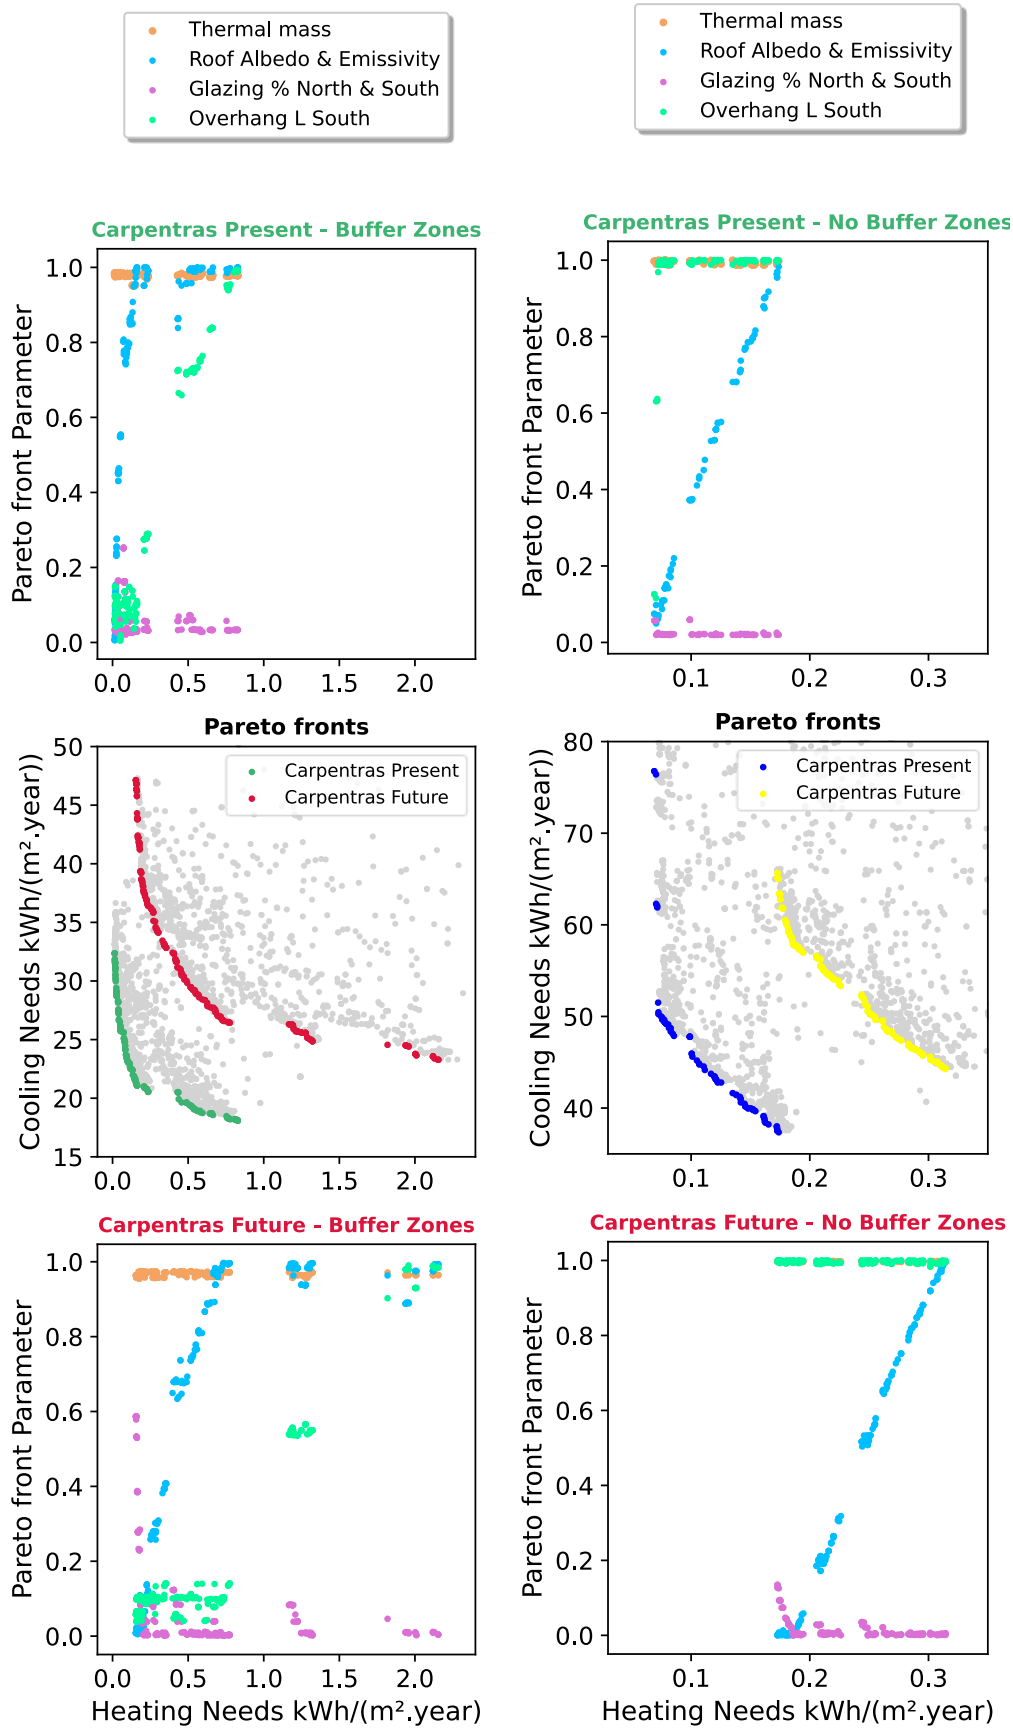 Thermal mass
Roof Albedo & Emissivity
Glazing % North & South
Overhang L South
Thermal mass
Roof Albedo & Emissivity
Glazing % North & South
Overhang L South
Carpentras Present - Buffer Zones
Pareto front Parameter
1.0
0.8
0.6
0.4
0.2
0.0
0.0 0.5 1.0 1.5 2.0
Carpentras Present - No Buffer Zones
Pareto front Parameter
1.0
0.8
0.6
0.4
0.2
0.0
0.1 0.2 0.3
Pareto fronts
Cooling Needs kWh/(m².year))
50
45
40
35
30
25
20
15
Carpentras Present
Carpentras Future
0.0 0.5 1.0 1.5 2.0
Pareto fronts
Cooling Needs kWh/(m².year))
80
70
60
50
40
Carpentras Present
Carpentras Future
0.1 0.2 0.3
Carpentras Future - Buffer Zones
Pareto front Parameter
1.0
0.8
0.6
0.4
0.2
0.0
0.0 0.5 1.0 1.5 2.0
Heating Needs kWh/(m².year)
Carpentras Future - No Buffer Zones
Pareto front Parameter
1.0
0.8
0.6
0.4
0.2
0.0
0.1 0.2 0.3
Heating Needs kWh/(m².year)